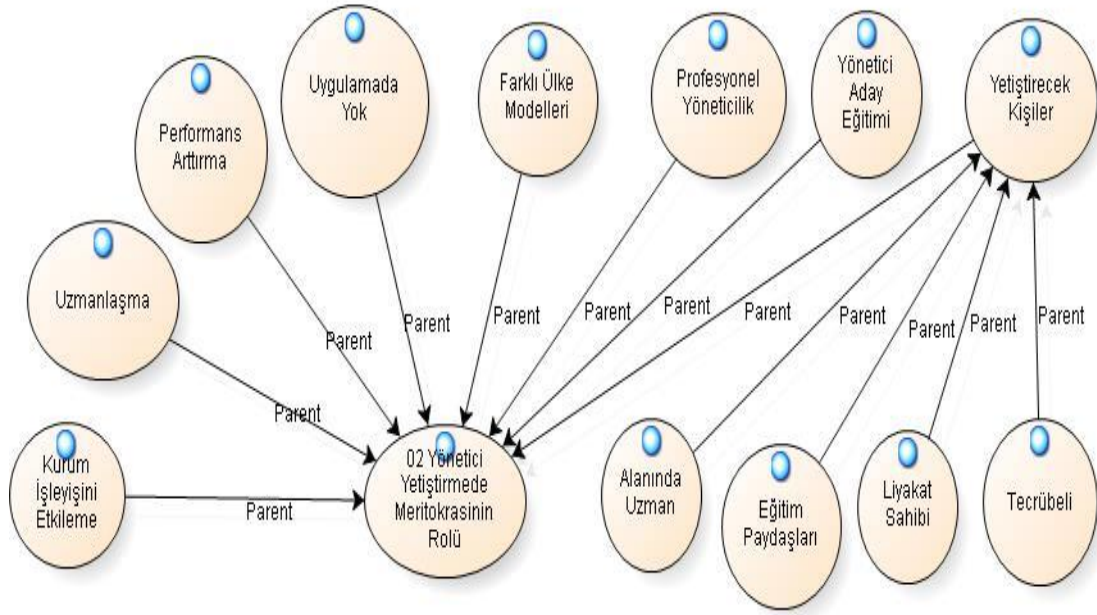 Performans
Arttırma
Uygulamada
Yok
Farklı Ülke
Modelleri
Profesyonel
Yöneticilik
Yönetici
Aday
Eğitimi
Yetiştirecek
Kişiler
Uzmanlaşma
Kurum
İşleyişini
Etkileme
02 Yönetici
Yetiştirmede
Meritokrasinin
Rolü
Alanında
Uzman
Eğitim
Paydaşları
Liyakat
Sahibi
Tecrübeli
Parent
Parent
Parent
Parent
Parent
Parent
Parent
Parent
Parent
Parent
Parent
Parent